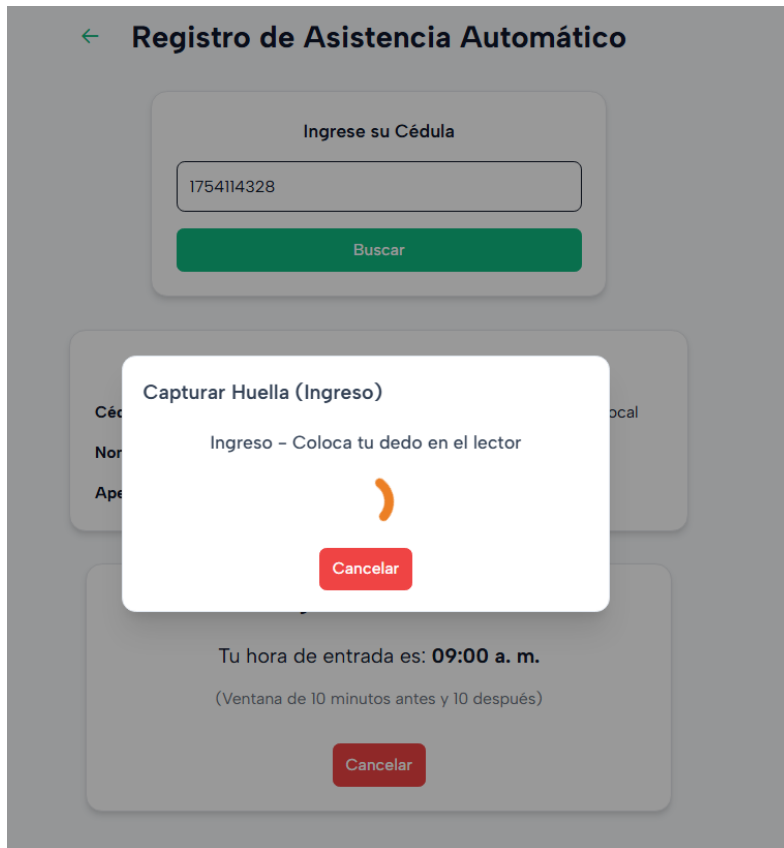 ← Registro de Asistencia Automático
Ingrese su Cédula
1754114328
Buscar
Capturar Huella (Ingreso)
Ingreso - Coloca tu dedo en el lector
Cancelar
Tu hora de entrada es: 09:00 a. m.
(Ventana de 10 minutos antes y 10 después)
Cancelar